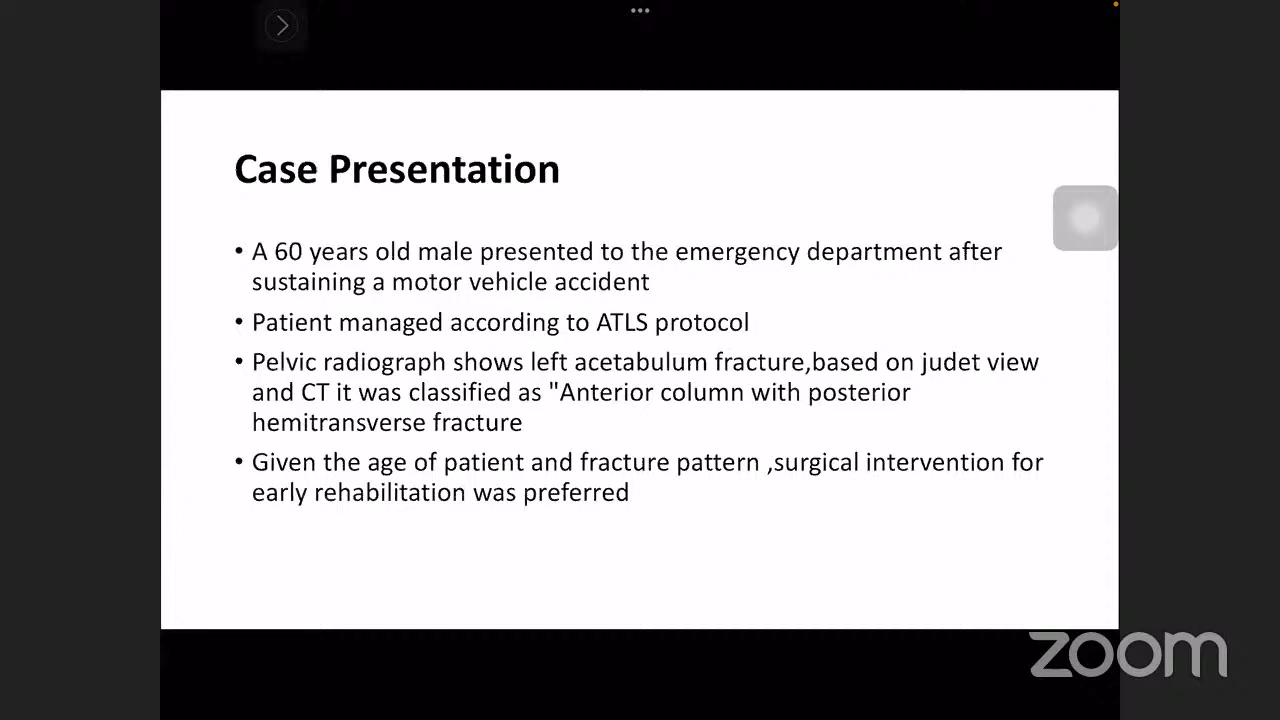 Case Presentation
• A 60 years old male presented to the emergency department after
sustaining a motor vehicle accident
• Patient managed according to ATLS protocol
• Pelvic radiograph shows left acetabulum fracture,based on judet view
and CT it was classified as "Anterior column with posterior
hemitransverse fracture
• Given the age of patient and fracture pattern ,surgical intervention for
early rehabilitation was preferred
zoom